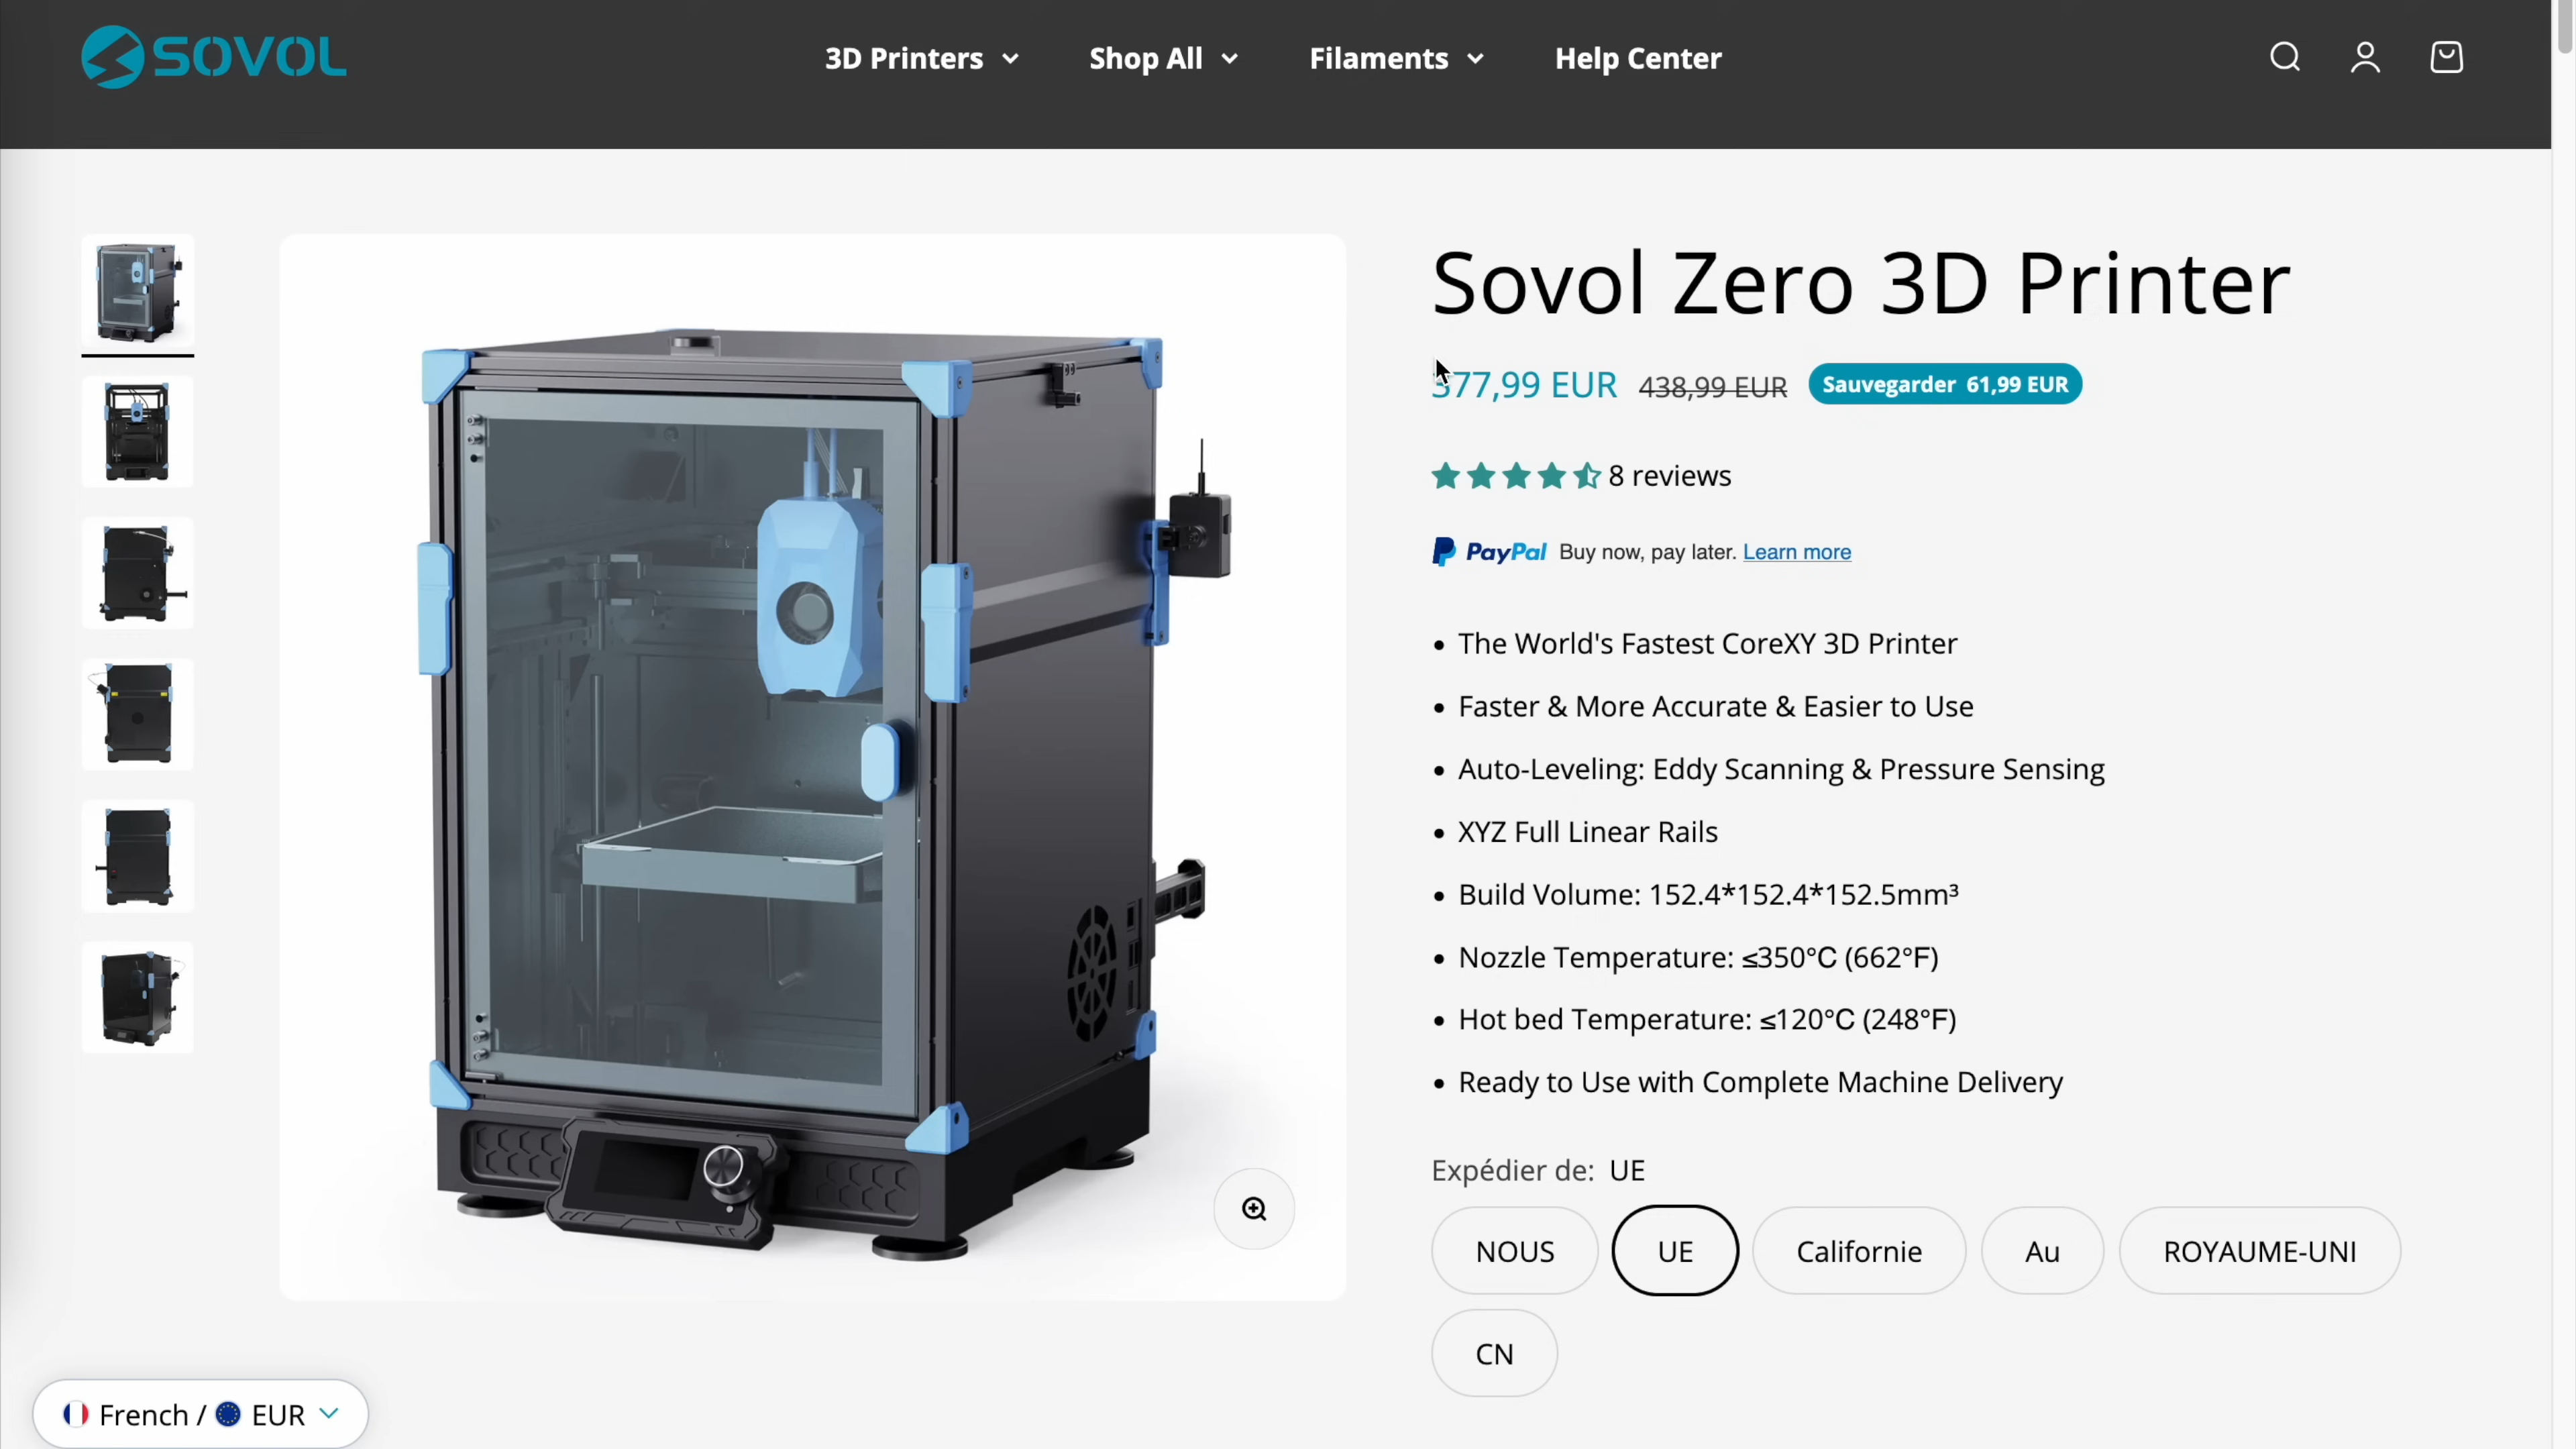 SOVOL
3D Printers
Shop All
Filaments
Help Center
Sovol Zero 3D Printer
377,99 EUR 438,99 EUR Sauvegarder 61,99 EUR
8 reviews
PayPal Buy now, pay later. Learn more
• The World's Fastest CoreXY 3D Printer
• Faster & More Accurate & Easier to Use
• Auto-Leveling: Eddy Scanning & Pressure Sensing
• XYZ Full Linear Rails
• Build Volume: 152.4*152.4*152.5mm³
• Nozzle Temperature: ≤350℃ (662℉)
• Hot bed Temperature: ≤120℃ (248℉)
• Ready to Use with Complete Machine Delivery
Expédier de: UE
NOUS UE Californie Au ROYAUME-UNI
CN
French / EUR